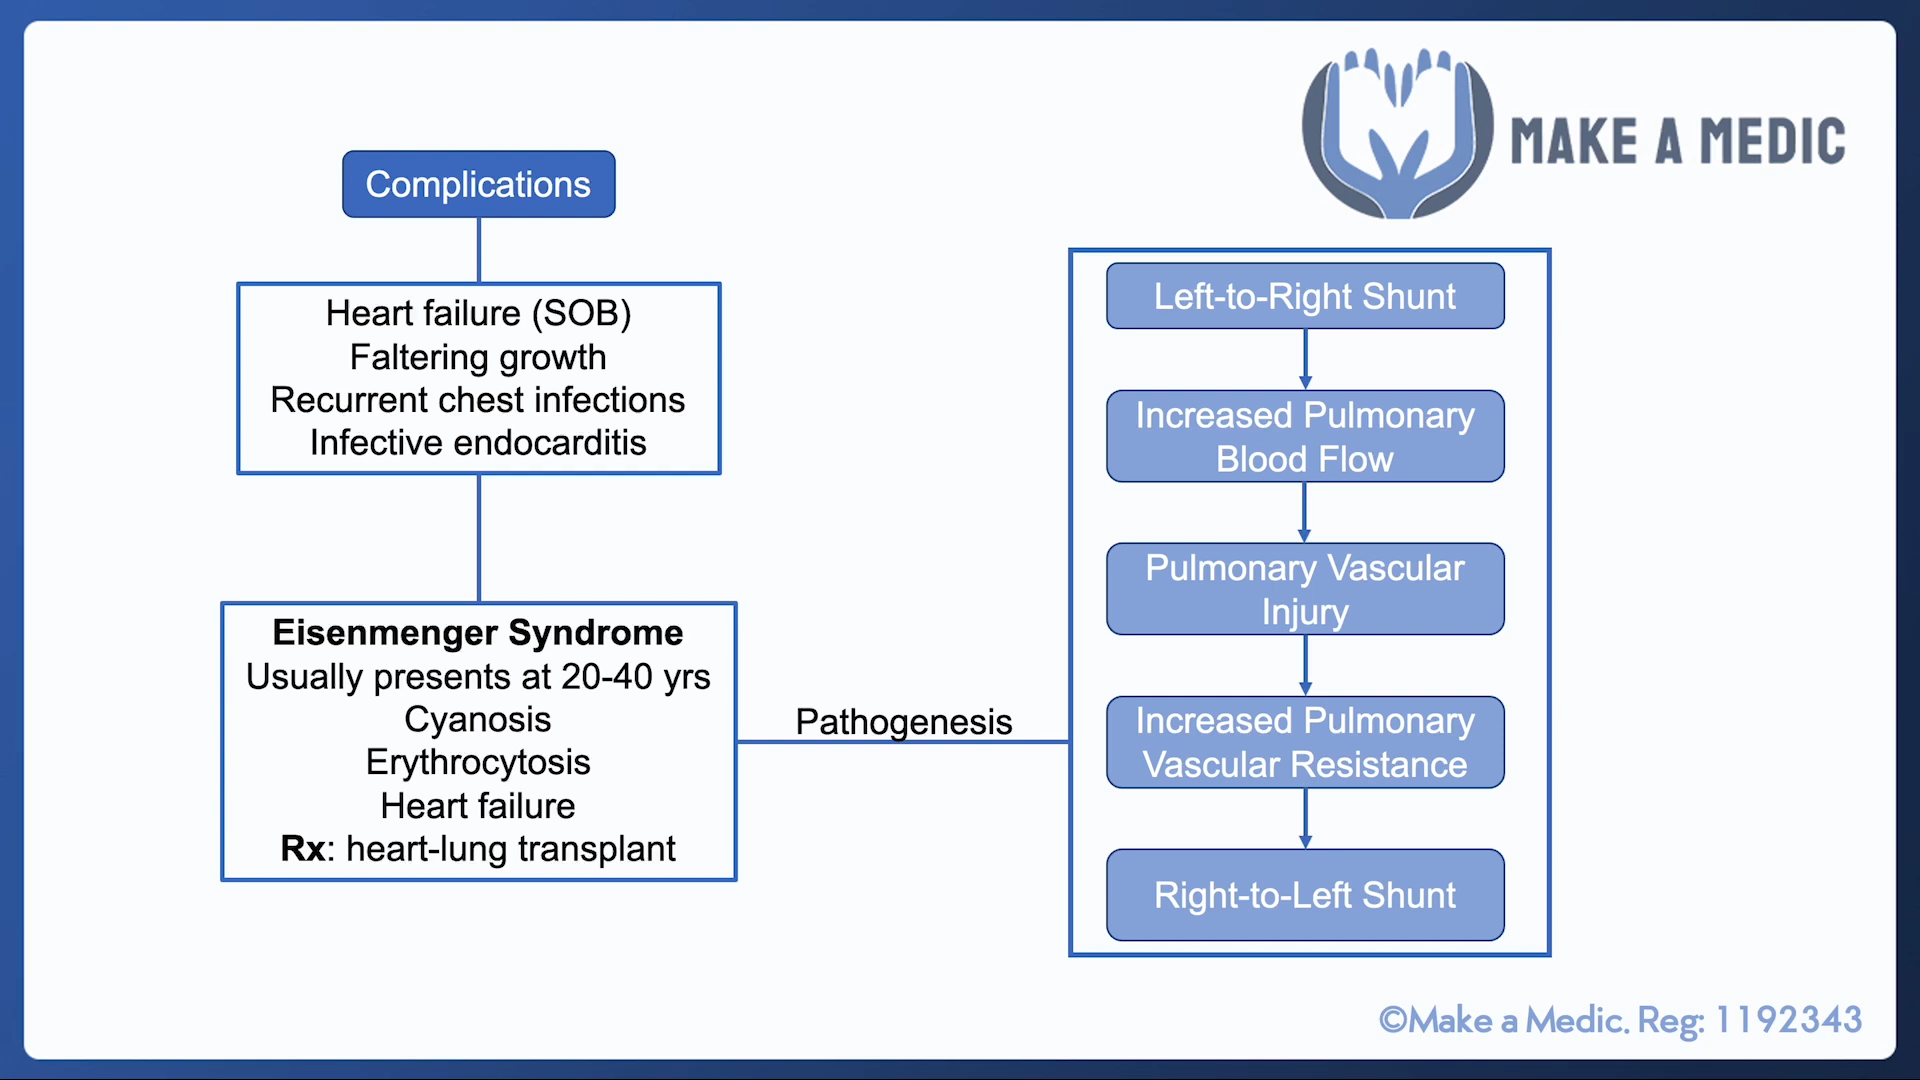 MAKE A MEDIC
Complications
Heart failure (SOB)
Faltering growth
Recurrent chest infections
Infective endocarditis
Eisenmenger Syndrome
Usually presents at 20-40 yrs
Cyanosis
Erythrocytosis
Heart failure
Rx: heart-lung transplant
Pathogenesis
Left-to-Right Shunt
Increased Pulmonary
Blood Flow
Pulmonary Vascular
Injury
Increased Pulmonary
Vascular Resistance
Right-to-Left Shunt
©Make a Medic. Reg: 1192343